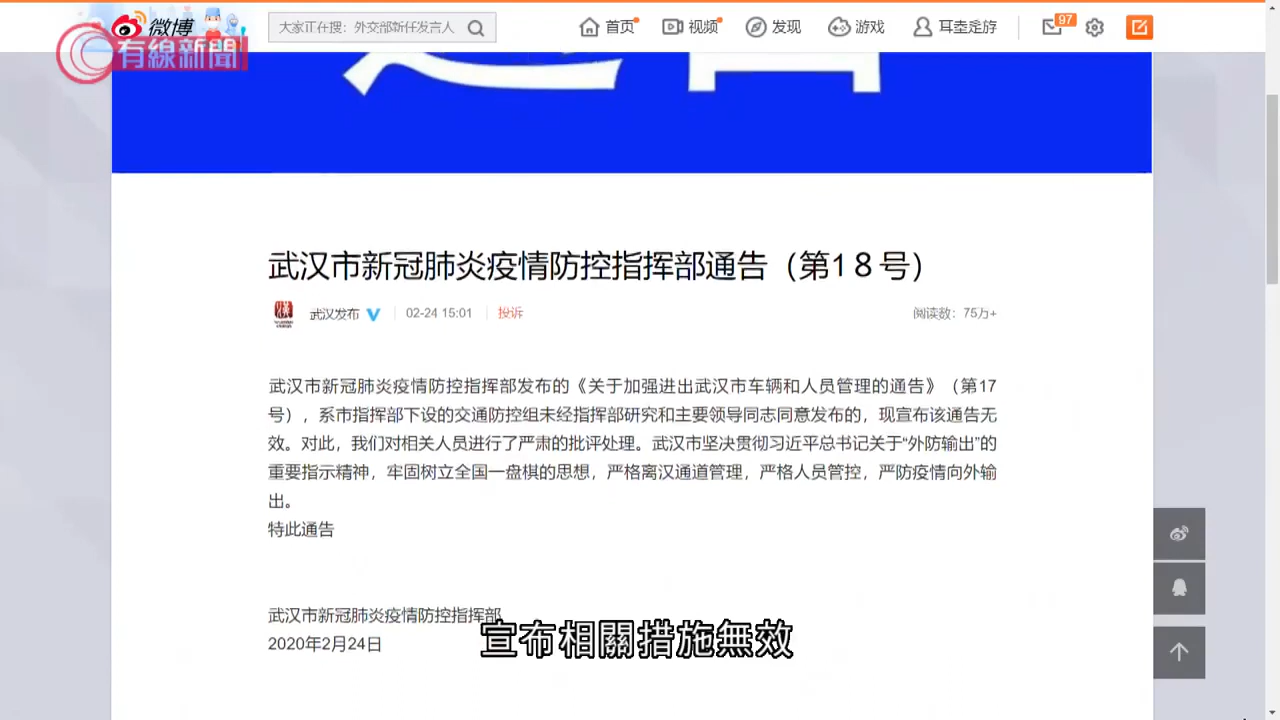 微博
大家正在搜：外交部新任发言人
首页
视频
发现
游戏
耳壶走游
97
有線新聞
武汉市新冠肺炎疫情防控指挥部通告（第1８号）
武汉发布
02-24 15:01
投诉
阅读数：75万+
武汉市新冠肺炎疫情防控指挥部发布的《关于加强进出武汉市车辆和人员管理的通告》（第17
号），系市指挥部下设的交通防控组未经指挥部研究和主要领导同志同意发布的，现宣布该通告无
效。对此，我们对相关人员进行了严肃的批评处理。武汉市坚决贯彻习近平总书记关于“外防输出”的
重要指示精神，牢固树立全国一盘棋的思想，严格离汉通道管理，严格人员管控，严防疫情向外输
出。
特此通告
武汉市新冠肺炎疫情防控指挥部
2020年2月24日
宣布相關措施無效